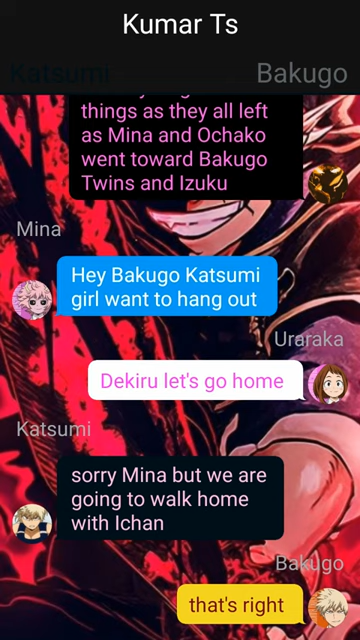 Kumar Ts
Katsumi
Bakugo
things as they all left
as Mina and Ochako
went toward Bakugo
Twins and Izuku
Mina
Hey Bakugo Katsumi
girl want to hang out
Uraraka
Dekiru let's go home
Katsumi
sorry Mina but we are
going to walk home
with Ichan
Bakugo
that's right